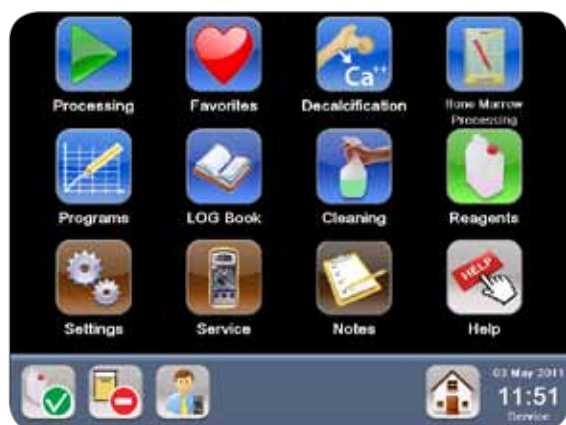 Ca++
Processing
Favorites
Decalcification
Bone Marrow
Processing
Programs
LOG Book
Cleaning
Reagents
HELP
Settings
Service
Notes
Help
03 May 2011
11:51
Service